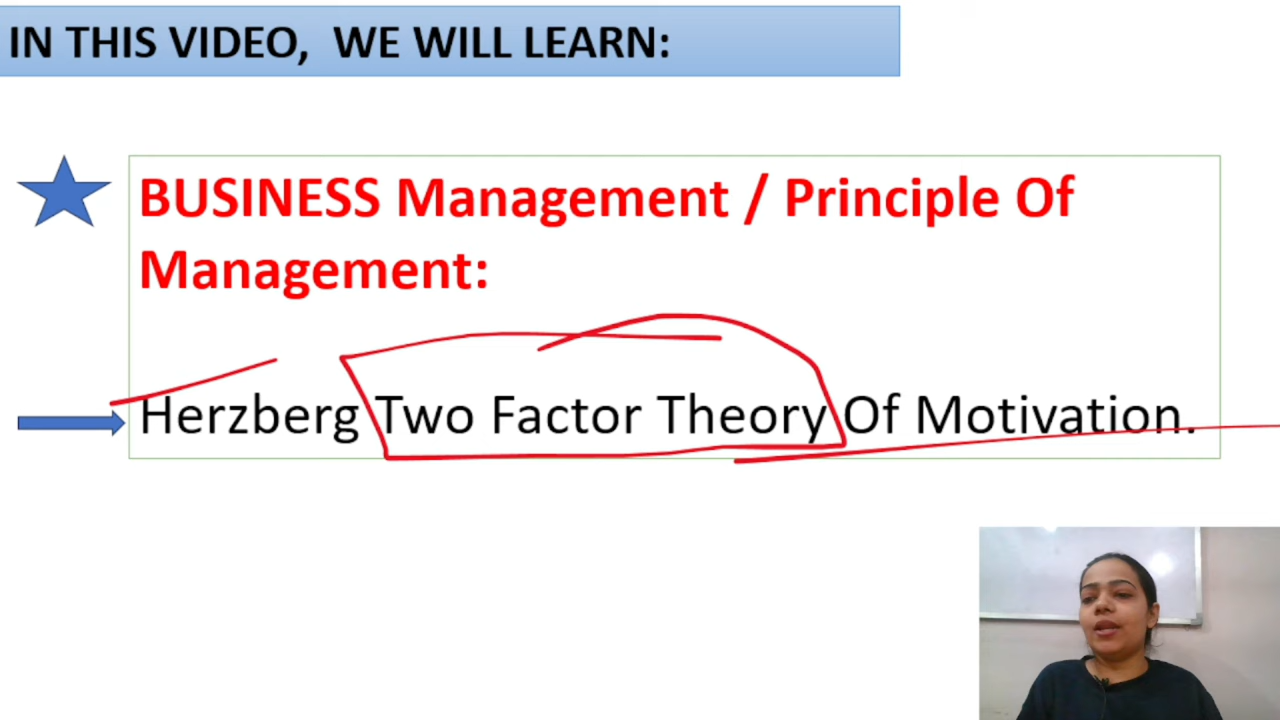 IN THIS VIDEO, WE WILL LEARN:
BUSINESS Management / Principle Of
Management:
Herzberg Two Factor Theory Of Motivation.